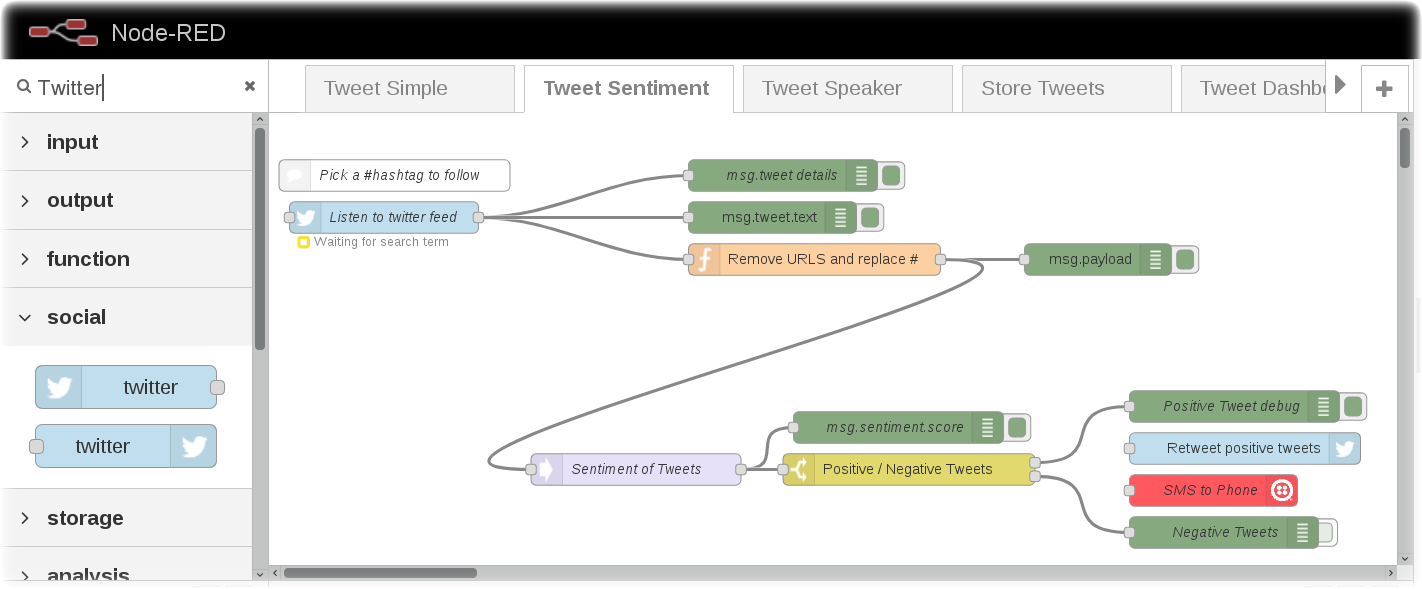 Node-RED
Twitter
Tweet Simple
Tweet Sentiment
Tweet Speaker
Store Tweets
Tweet Dashbo
input
output
function
social
twitter
twitter
storage
analysis
Pick a #hashtag to follow
Listen to twitter feed
Waiting for search term
msg.tweet details
msg.tweet.text
Remove URLS and replace #
msg.payload
Sentiment of Tweets
msg.sentiment.score
Positive / Negative Tweets
Positive Tweet debug
Retweet positive tweets
SMS to Phone
Negative Tweets